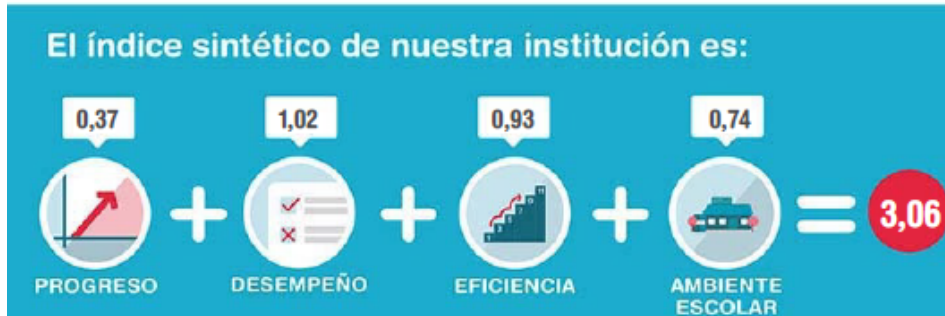 El índice sintético de nuestra institución es:
0,37 1,02 0,93 0,74
3,06
PROGRESO DESEMPEÑO EFICIENCIA AMBIENTE
ESCOLAR